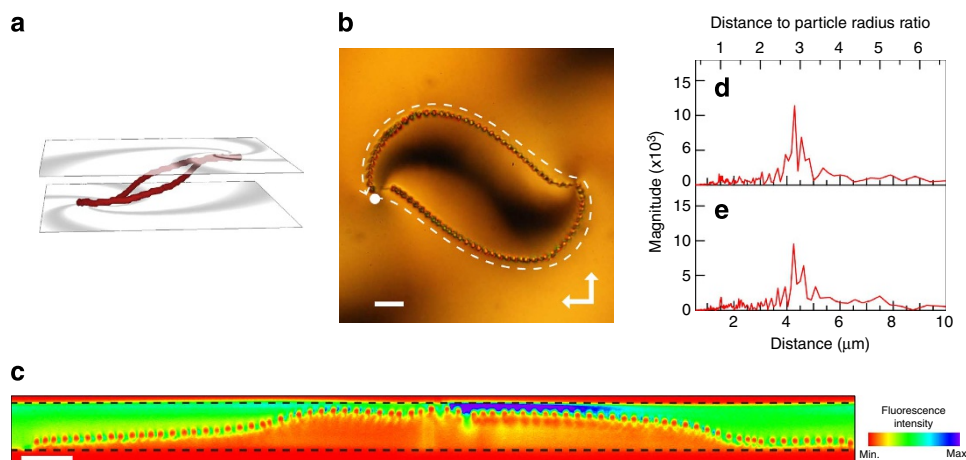 a
b
Distance to particle radius ratio
1 2 3 4 5 6
15
d
10
6
0
Magnitude (x10³)
15
e
10
5
0
2 4 6 8 10
Distance (μm)
c
Fluorescence
intensity
Min. Max.